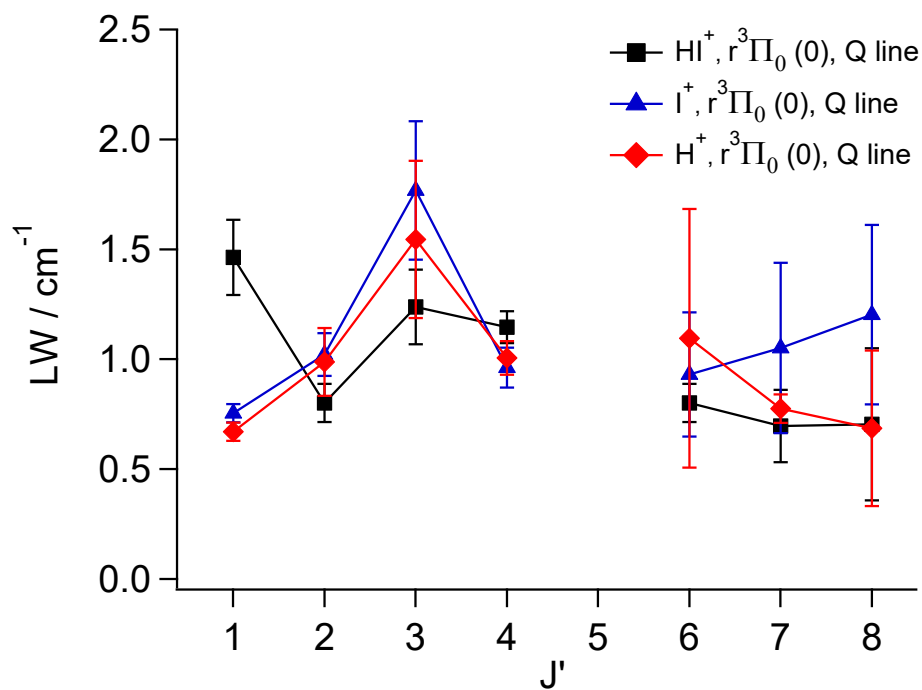 2.5
2.0
1.5
1.0
0.5
0.0
LW / cm⁻¹
HI⁺, r³Π₀ (0), Q line
I⁺, r³Π₀ (0), Q line
H⁺, r³Π₀ (0), Q line
1 2 3 4 5 6 7 8
J'